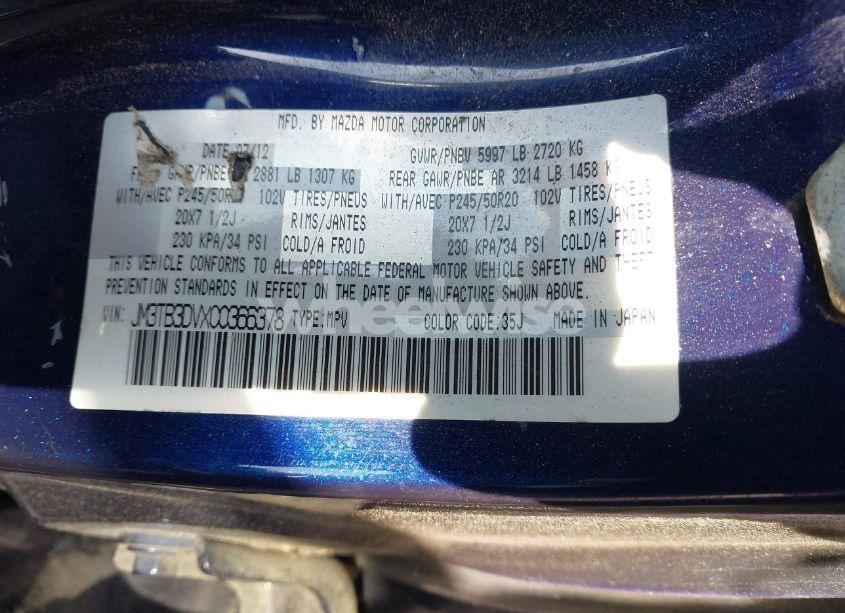 MFD. BY MAZDA MOTOR CORPORATION
DATE 07/12 GVWR/PNBV 5997 LB 2720 KG
GAWR/PNBE 2881 LB 1307 KG REAR GAWR/PNBE AR 3214 LB 1458 KG
WITH/AVEC P245/50R20 102V TIRES/PNEUS WITH/AVEC P245/50R20 102V TIRES/PNEUS
20X7 1/2J RIMS/JANTES 20X7 1/2J RIMS/JANTES
230 KPA/34 PSI COLD/A FROID 230 KPA/34 PSI COLD/A FROID
THIS VEHICLE CONFORMS TO ALL APPLICABLE FEDERAL MOTOR VEHICLE SAFETY AND THEFT
PREVENTION STANDARDS IN EFFECT ON THE DATE OF MANUFACTURE SHOWN ABOVE.
VIN: JM3TB3DVXC0366378 TYPE:MPV COLOR CODE:35J MADE IN JAPAN